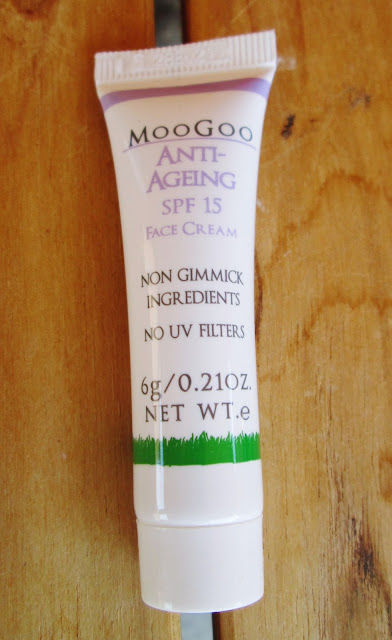 MOOGOO
ANTI-
AGEING
SPF 15
FACE CREAM
NON GIMMICK
INGREDIENTS
NO UV FILTERS
6g/0.21OZ.
NET WT.e